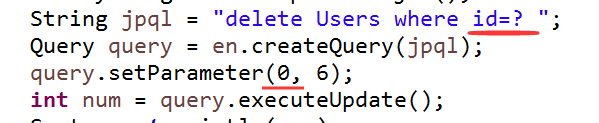 String jpql = "delete Users where id=? ";
Query query = en.createQuery(jpql);
query.setParameter(0, 6);
int num = query.executeUpdate();